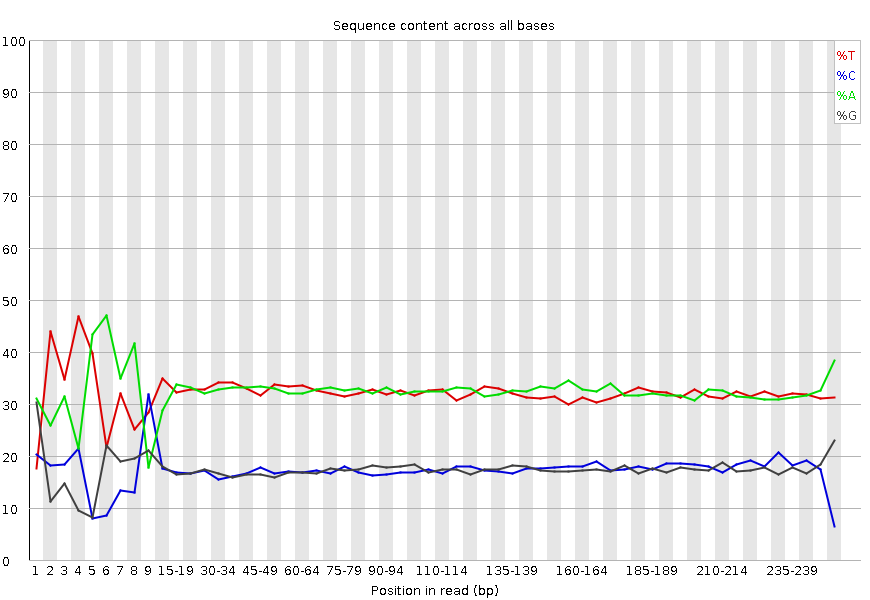 Sequence content across all bases
100
90
80
70
60
50
40
30
20
10
0
%T
%C
%A
%G
1 2 3 4 5 6 7 8 9 15-19 30-34 45-49 60-64 75-79 90-94 110-114 135-139 160-164 185-189 210-214 235-239
Position in read (bp)